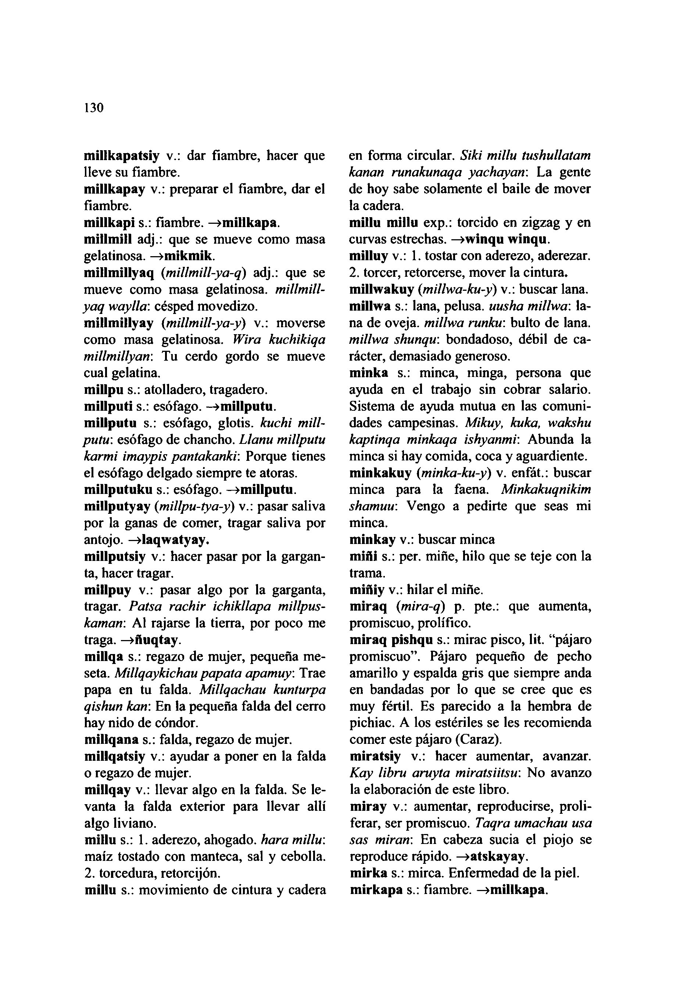 130
millkapatsiy v.: dar fiambre, hacer que
lleve su fiambre.
millkapay v.: preparar el fiambre, dar el
fiambre.
millkapi s.: fiambre. →millkapa.
millmill adj.: que se mueve como masa
gelatinosa. →mikmik.
millmillyaq (millmill-ya-q) adj.: que se
mueve como masa gelatinosa. millmill-
yaq waylla: césped movedizo.
millmillyay (millmill-ya-y) v.: moverse
como masa gelatinosa. Wira kuchikiqa
millmillyan: Tu cerdo gordo se mueve
cual gelatina.
millpu s.: atolladero, tragadero.
millputi s.: esófago. →millputu.
millputu s.: esófago, glotis. kuchi mill-
putu: esófago de chancho. Llanu millputu
karmi imaypis pantakanki: Porque tienes
el esófago delgado siempre te atoras.
millputuku s.: esófago. →millputu.
millputyay (millpu-tya-y) v.: pasar saliva
por la ganas de comer, tragar saliva por
antojo. →laqwatyay.
millputsiy v.: hacer pasar por la gargan-
ta, hacer tragar.
millpuy v.: pasar algo por la garganta,
tragar. Patsa rachir ichikllapa millpus-
kaman: Al rajarse la tierra, por poco me
traga. →ñuqtay.
millqa s.: regazo de mujer, pequeña me-
seta. Millqaykichau papata apamuy: Trae
papa en tu falda. Millqachau kunturpa
qishun kan: En la pequeña falda del cerro
hay nido de cóndor.
millqana s.: falda, regazo de mujer.
millqatsiy v.: ayudar a poner en la falda
o regazo de mujer.
millqay v.: llevar algo en la falda. Se le-
vanta la falda exterior para llevar allí
algo liviano.
millu s.: 1. aderezo, ahogado. hara millu:
maíz tostado con manteca, sal y cebolla.
2. torcedura, retorcijón.
millu s.: movimiento de cintura y cadera
en forma circular. Siki millu tushullatam
kanan runakunaqa yachayan: La gente
de hoy sabe solamente el baile de mover
la cadera.
millu millu exp.: torcido en zigzag y en
curvas estrechas. →winqu winqu.
milluy v.: 1. tostar con aderezo, aderezar.
2. torcer, retorcerse, mover la cintura.
millwakuy (millwa-ku-y) v.: buscar lana.
millwa s.: lana, pelusa. uusha millwa: la-
na de oveja. millwa runku: bulto de lana.
millwa shunqu: bondadoso, débil de ca-
rácter, demasiado generoso.
minka s.: minca, minga, persona que
ayuda en el trabajo sin cobrar salario.
Sistema de ayuda mutua en las comuni-
dades campesinas. Mikuy, kuka, wakshu
kaptinqa minkaqa ishyanmi: Abunda la
minca si hay comida, coca y aguardiente.
minkakuy (minka-ku-y) v. enfát.: buscar
minca para la faena. Minkakuqnikim
shamuu: Vengo a pedirte que seas mi
minca.
minkay v.: buscar minca
miñi s.: per. miñe, hilo que se teje con la
trama.
miñiy v.: hilar el miñe.
miraq (mira-q) p. pte.: que aumenta,
promiscuo, prolífico.
miraq pishqu s.: mirac pisco, lit. “pájaro
promiscuo”. Pájaro pequeño de pecho
amarillo y espalda gris que siempre anda
en bandadas por lo que se cree que es
muy fértil. Es parecido a la hembra de
pichiac. A los estériles se les recomienda
comer este pájaro (Caraz).
miratsiy v.: hacer aumentar, avanzar.
Kay libru aruyta miratsiitsu: No avanzo
la elaboración de este libro.
miray v.: aumentar, reproducirse, proli-
ferar, ser promiscuo. Taqra umachau usa
sas miran: En cabeza sucia el piojo se
reproduce rápido. →atskayay.
mirka s.: mirca. Enfermedad de la piel.
mirkapa s.: fiambre. →millkapa.